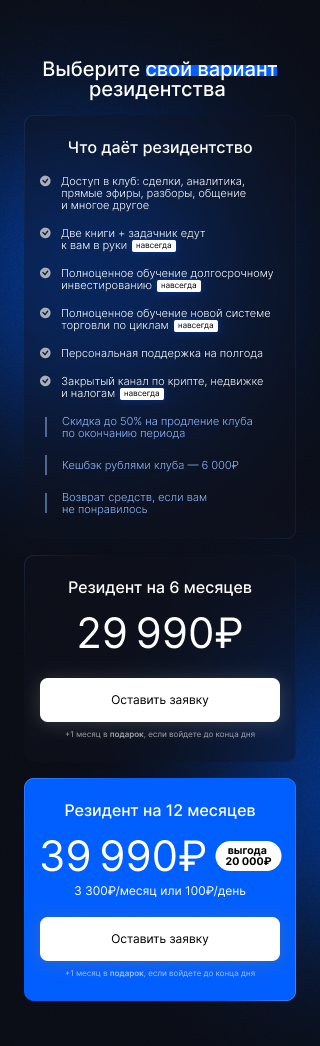 Выберите свой вариант
резидентства
Что даёт резидентство
Доступ в клуб: сделки, аналитика,
прямые эфиры, разборы, общение
и многое другое
Две книги + задачник едут
к вам в руки навсегда
Полноценное обучение долгосрочному
инвестированию навсегда
Полноценное обучение новой системе
торговли по циклам навсегда
Персональная поддержка на полгода
Закрытый канал по крипте, недвижке
и налогам навсегда
Скидка до 50% на продление клуба
по окончанию периода
Кешбэк рублями клуба — 6 000₽
Возврат средств, если вам
не понравилось
Резидент на 6 месяцев
29 990₽
Оставить заявку
+1 месяц в подарок, если войдете до конца дня
Резидент на 12 месяцев
39 990₽ выгода
20 000₽
3 300₽/месяц или 100₽/день
Оставить заявку
+1 месяц в подарок, если войдете до конца дня